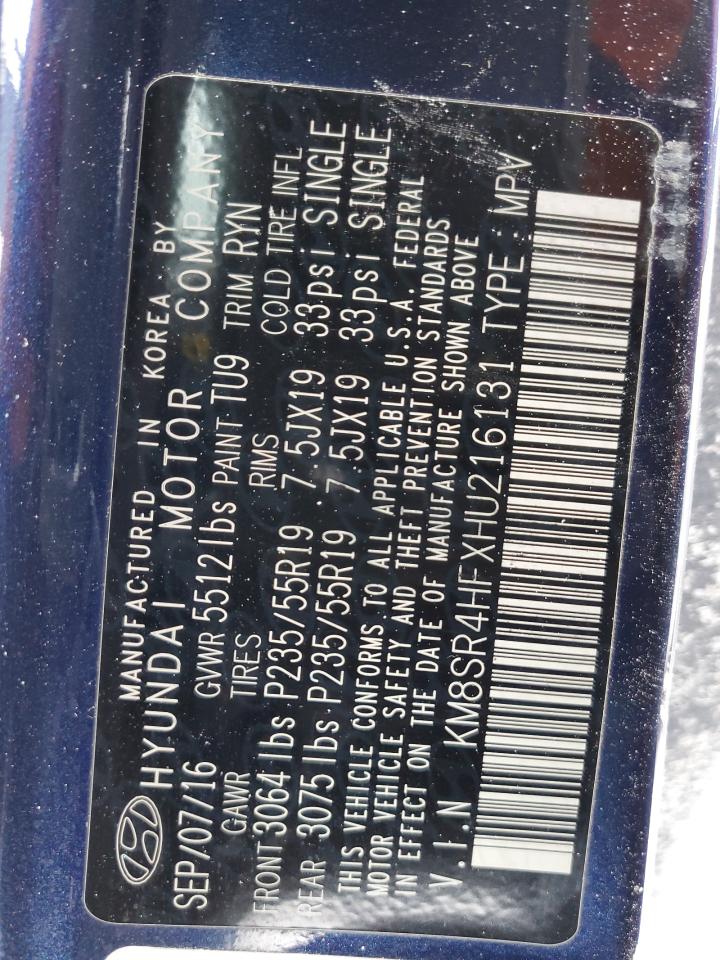 MANUFACTURED IN KOREA BY
HYUNDAI MOTOR COMPANY
SEP/07/16 GVWR 5512lbs PAINT TU9 TRIM RYN
GAWR TIRES RIMS COLD TIRE INFL
FRONT 3064 lbs P235/55R19 7.5JX19 33psi SINGLE
REAR 3075 lbs P235/55R19 7.5JX19 33psi SINGLE
THIS VEHICLE CONFORMS TO ALL APPLICABLE U.S.A. FEDERAL
MOTOR VEHICLE SAFETY AND THEFT PREVENTION STANDARDS
IN EFFECT ON THE DATE OF MANUFACTURE SHOWN ABOVE
V.I.N KM8SR4HFXHU216131 TYPE : MPV